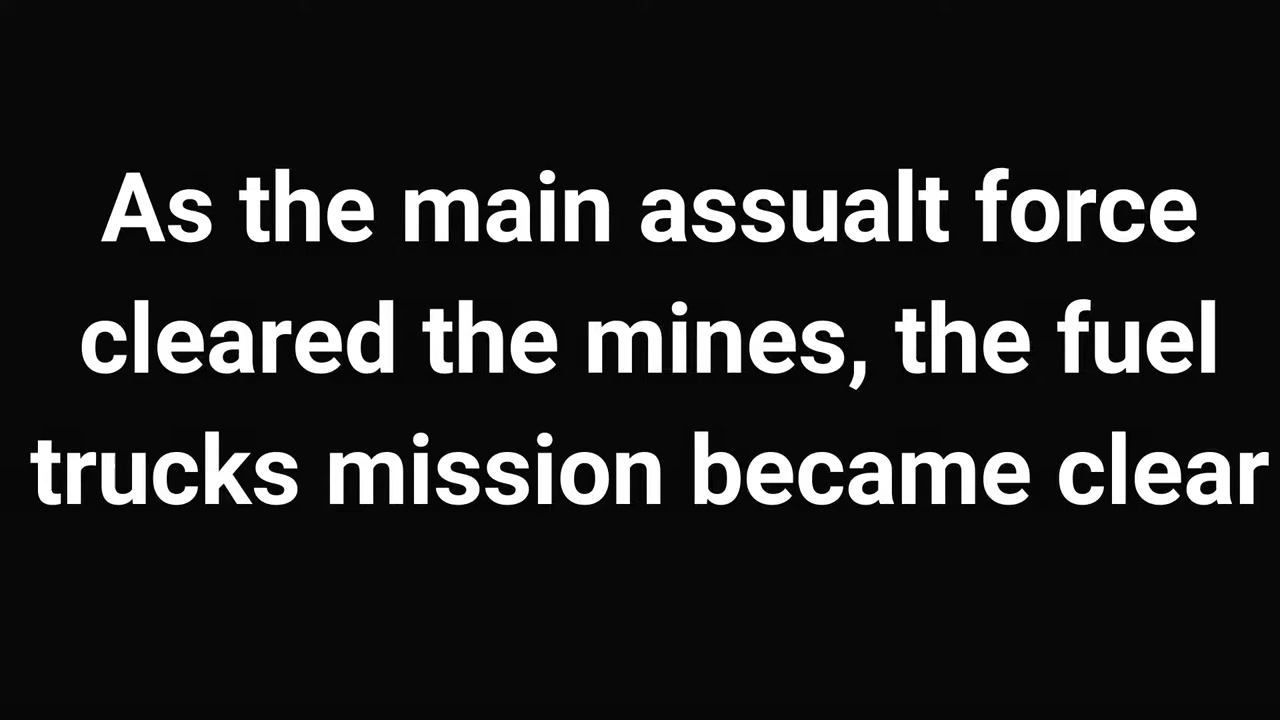 As the main assualt force
cleared the mines, the fuel
trucks mission became clear